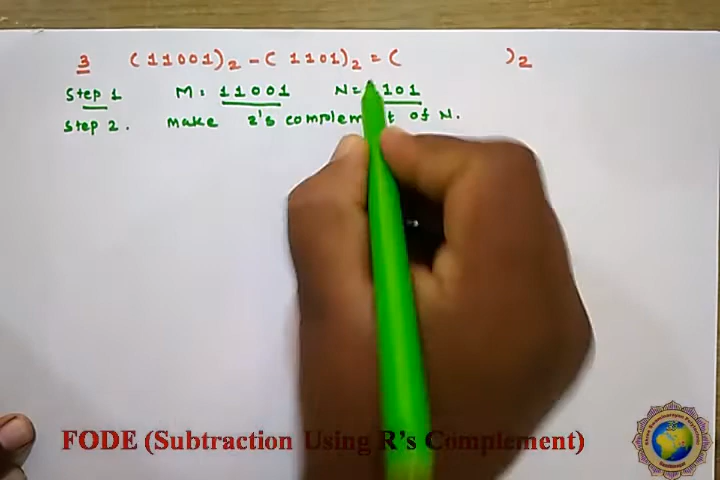 3 (11001)2 - (1101)2 = ( )2
Step 1 M: 11001 N= 1101
Step 2. Make 2's complement of N.
FODE (Subtraction Using R's Complement)